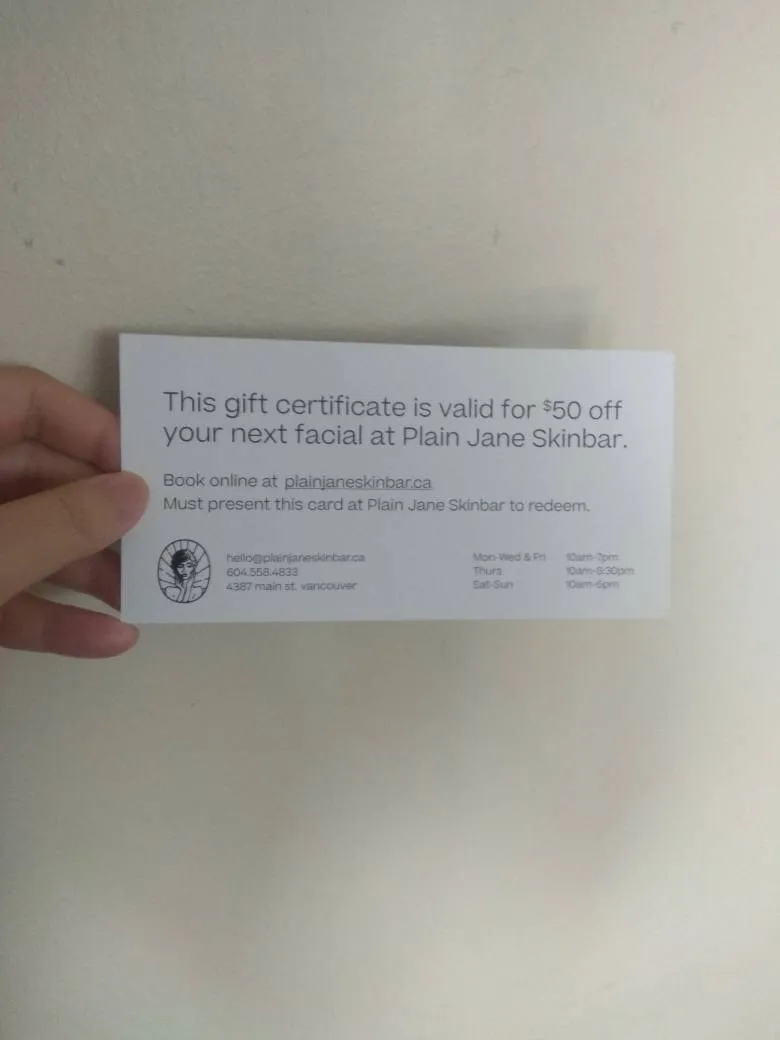 This gift certificate is valid for $50 off
your next facial at Plain Jane Skinbar.
Book online at plainjaneskinbar.ca
Must present this card at Plain Jane Skinbar to redeem.
hello@plainjaneskinbar.ca
604.558.4833
4387 main st. vancouver
Mon-Wed & Fri 10am-7pm
Thurs 10am-8:30pm
Sat-Sun 10am-6pm